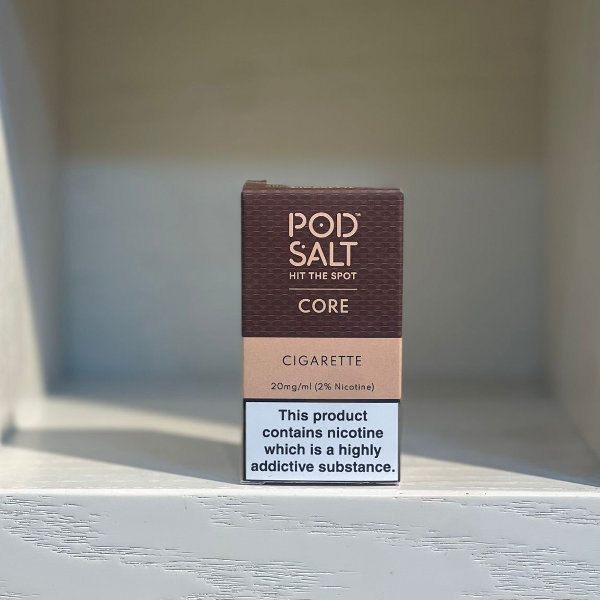 POD™
SALT
HIT THE SPOT
CORE
CIGARETTE
20mg/ml (2% Nicotine)
This product
contains nicotine
which is a highly
addictive substance.